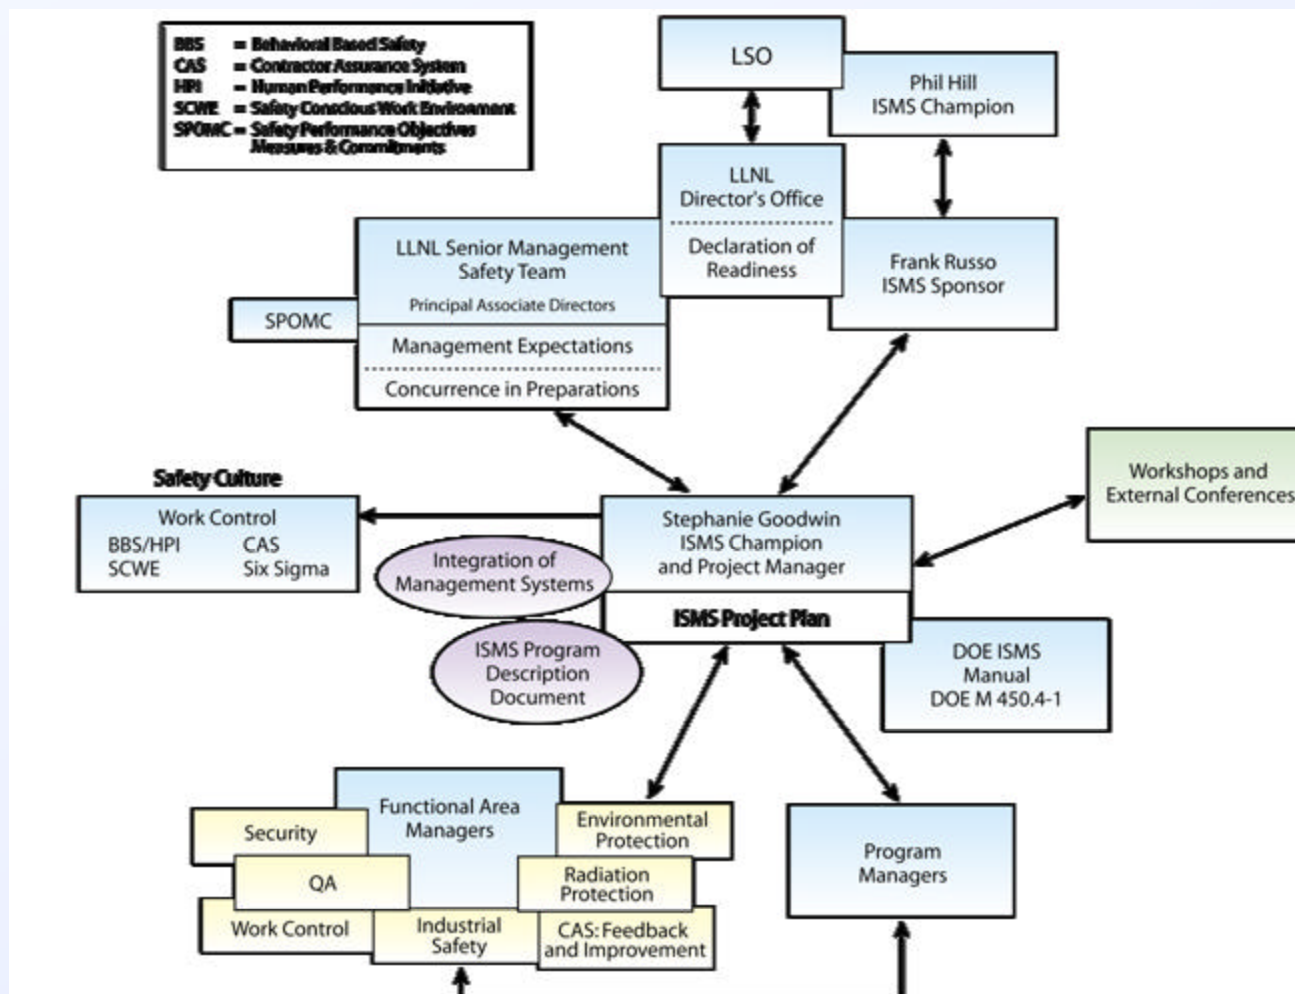 BBS = Behavioral Based Safety
CAS = Contractor Assurance System
HPI = Human Performance Initiative
SCWE = Safety Conscious Work Environment
SPOMC = Safety Performance Objectives
Measures & Commitments
LSO
Phil Hill
ISMS Champion
LLNL
Director's Office
Declaration of
Readiness
LLNL Senior Management
Safety Team
Principal Associate Directors
Management Expectations
Concurrence in Preparations
SPOMC
Frank Russo
ISMS Sponsor
Workshops and
External Conferences
Safety Culture
Work Control
BBS/HPI CAS
SCWE Six Sigma
Stephanie Goodwin
ISMS Champion
and Project Manager
Integration of
Management Systems
ISMS Project Plan
ISMS Program
Description
Document
DOE ISMS
Manual
DOE M 450.4-1
Functional Area
Managers
Security
QA
Work Control
Industrial
Safety
Environmental
Protection
Radiation
Protection
CAS: Feedback
and Improvement
Program
Managers